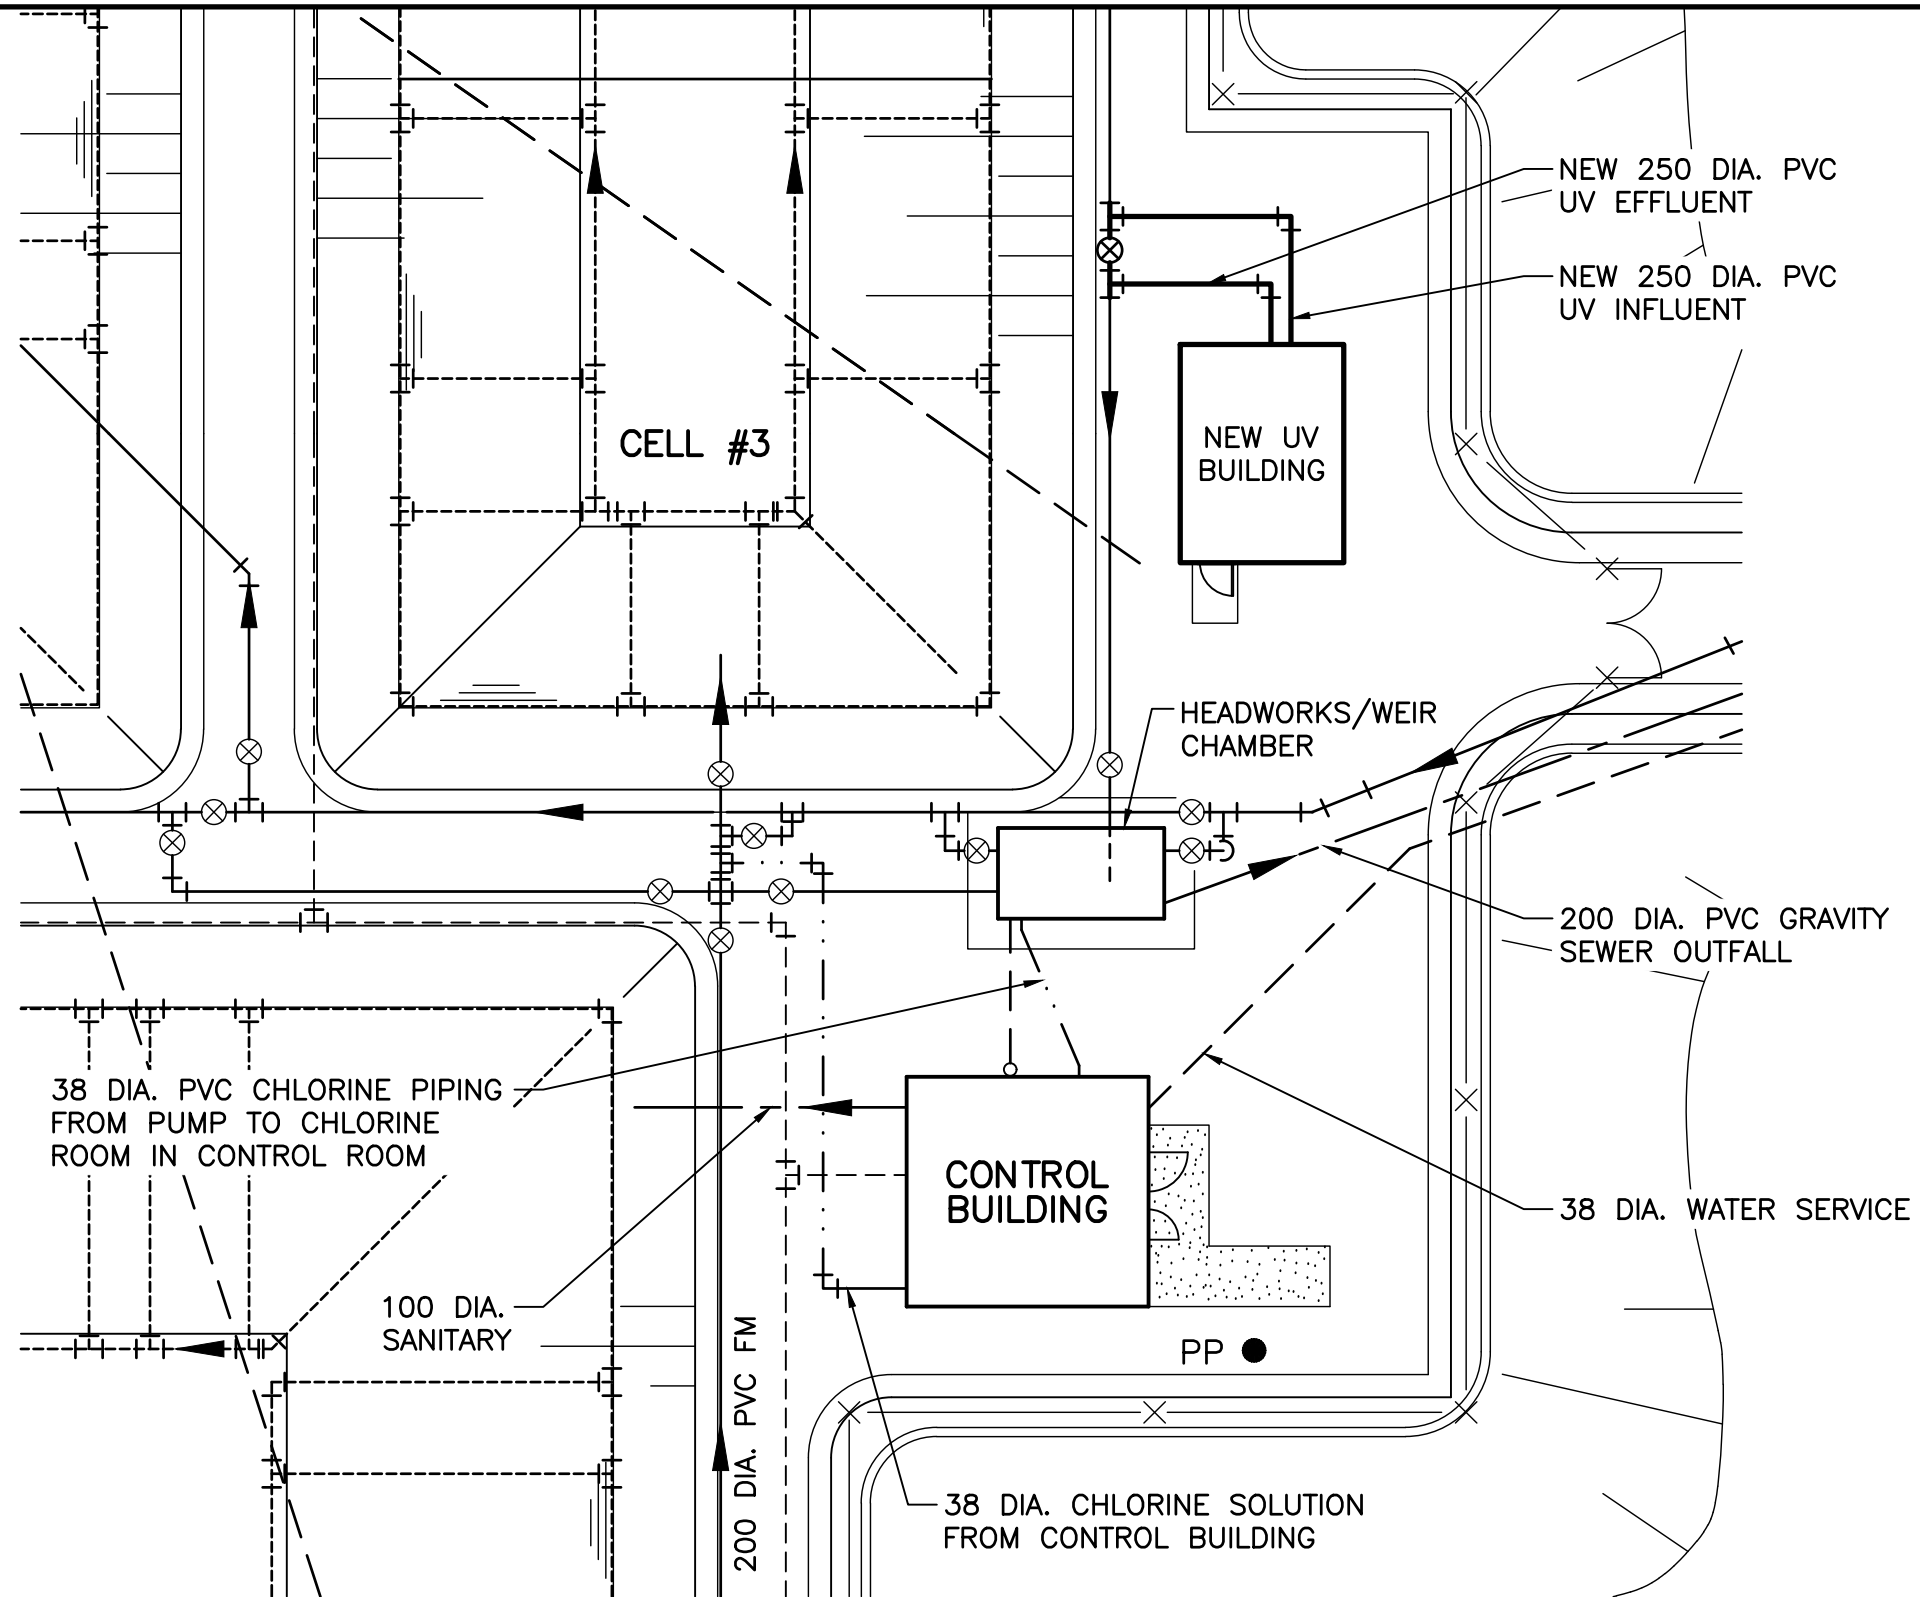 NEW 250 DIA. PVC
UV EFFLUENT
NEW 250 DIA. PVC
UV INFLUENT
CELL #3
NEW UV
BUILDING
HEADWORKS/WEIR
CHAMBER
200 DIA. PVC GRAVITY
SEWER OUTFALL
38 DIA. PVC CHLORINE PIPING
FROM PUMP TO CHLORINE
ROOM IN CONTROL ROOM
CONTROL
BUILDING
38 DIA. WATER SERVICE
100 DIA.
SANITARY
200 DIA. PVC FM
PP
38 DIA. CHLORINE SOLUTION
FROM CONTROL BUILDING